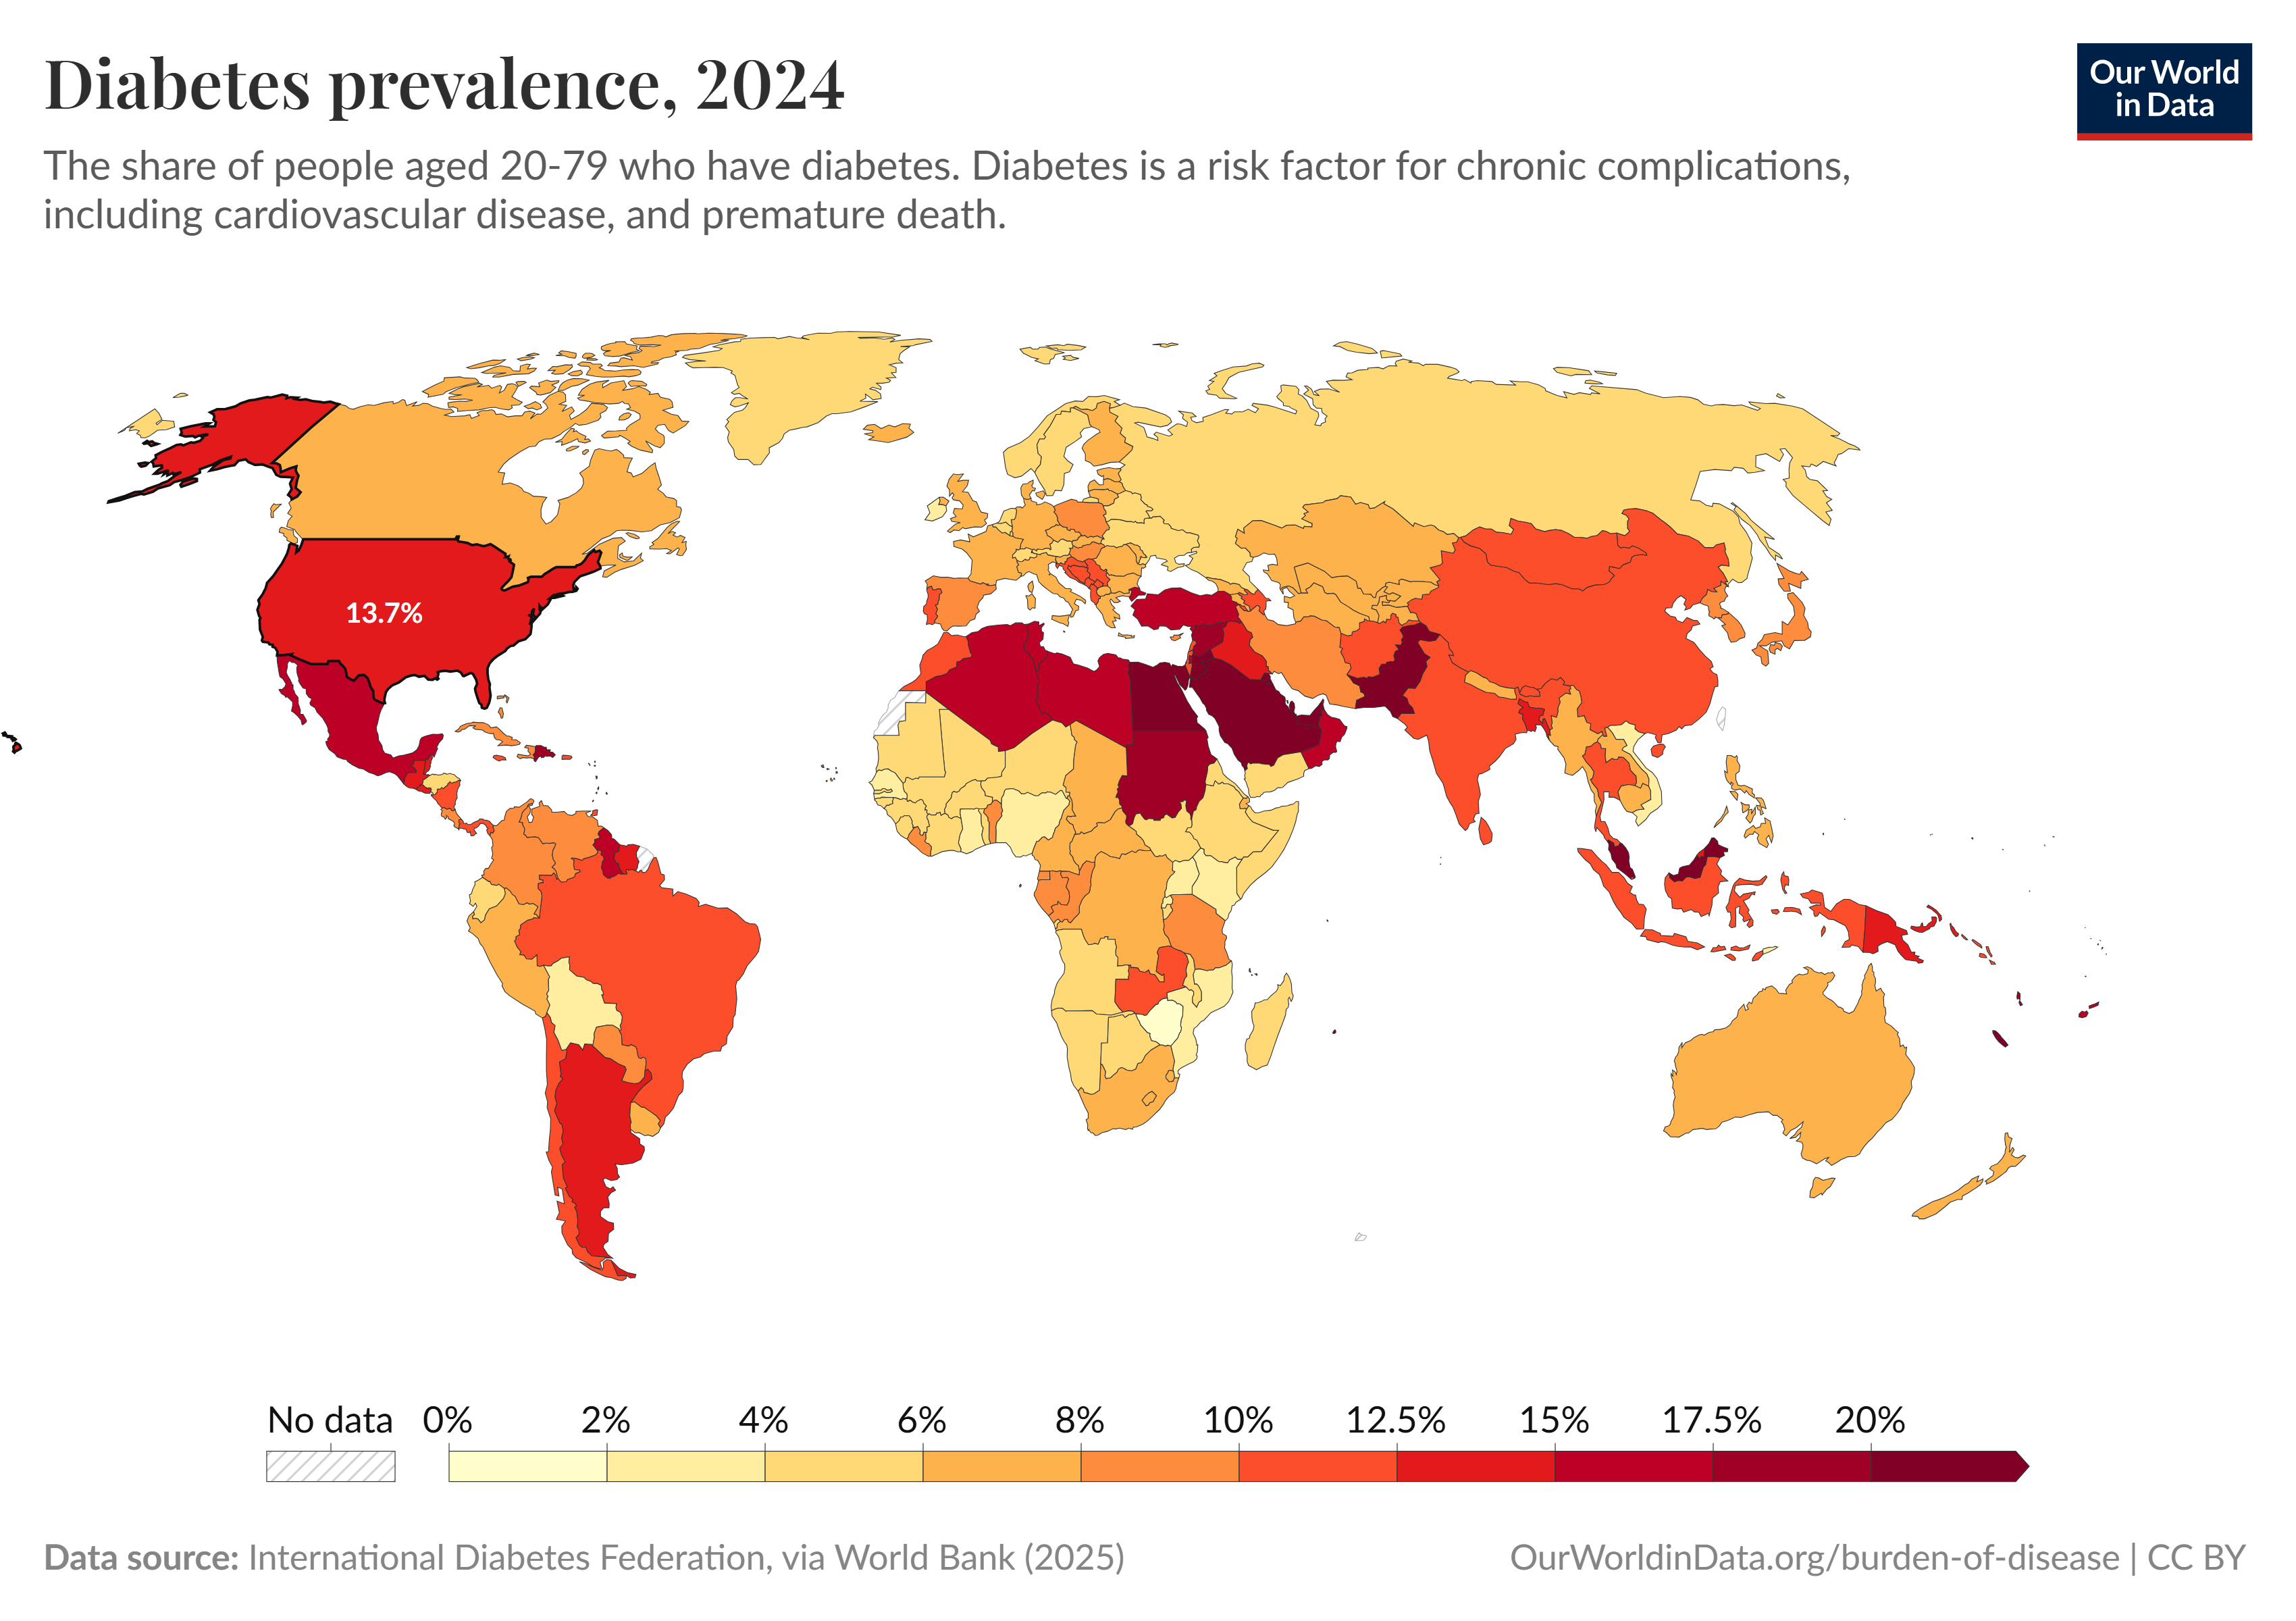 Diabetes prevalence, 2024
Our World
in Data
The share of people aged 20-79 who have diabetes. Diabetes is a risk factor for chronic complications,
including cardiovascular disease, and premature death.
13.7%
No data 0% 2% 4% 6% 8% 10% 12.5% 15% 17.5% 20%
Data source: International Diabetes Federation, via World Bank (2025)
OurWorldinData.org/burden-of-disease | CC BY